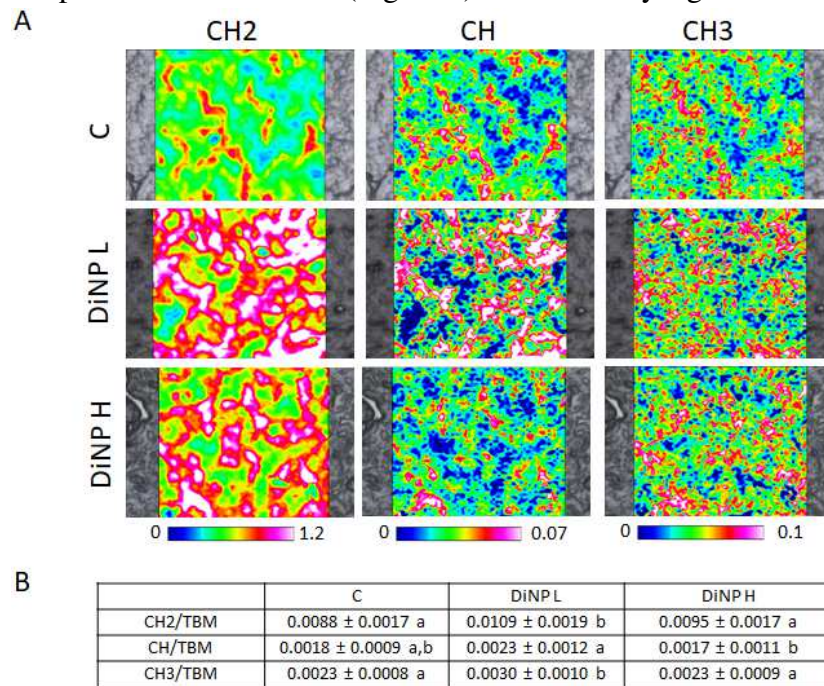 A
CH2 CH CH3
C
DiNP L
DiNP H
0 1.2 0 0.07 0 0.1
B
C DiNP L DiNP H
CH2/TBM 0.0088 ± 0.0017 a 0.0109 ± 0.0019 b 0.0095 ± 0.0017 a
CH/TBM 0.0018 ± 0.0009 a,b 0.0023 ± 0.0012 a 0.0017 ± 0.0011 b
CH3/TBM 0.0023 ± 0.0008 a 0.0030 ± 0.0010 b 0.0023 ± 0.0009 a